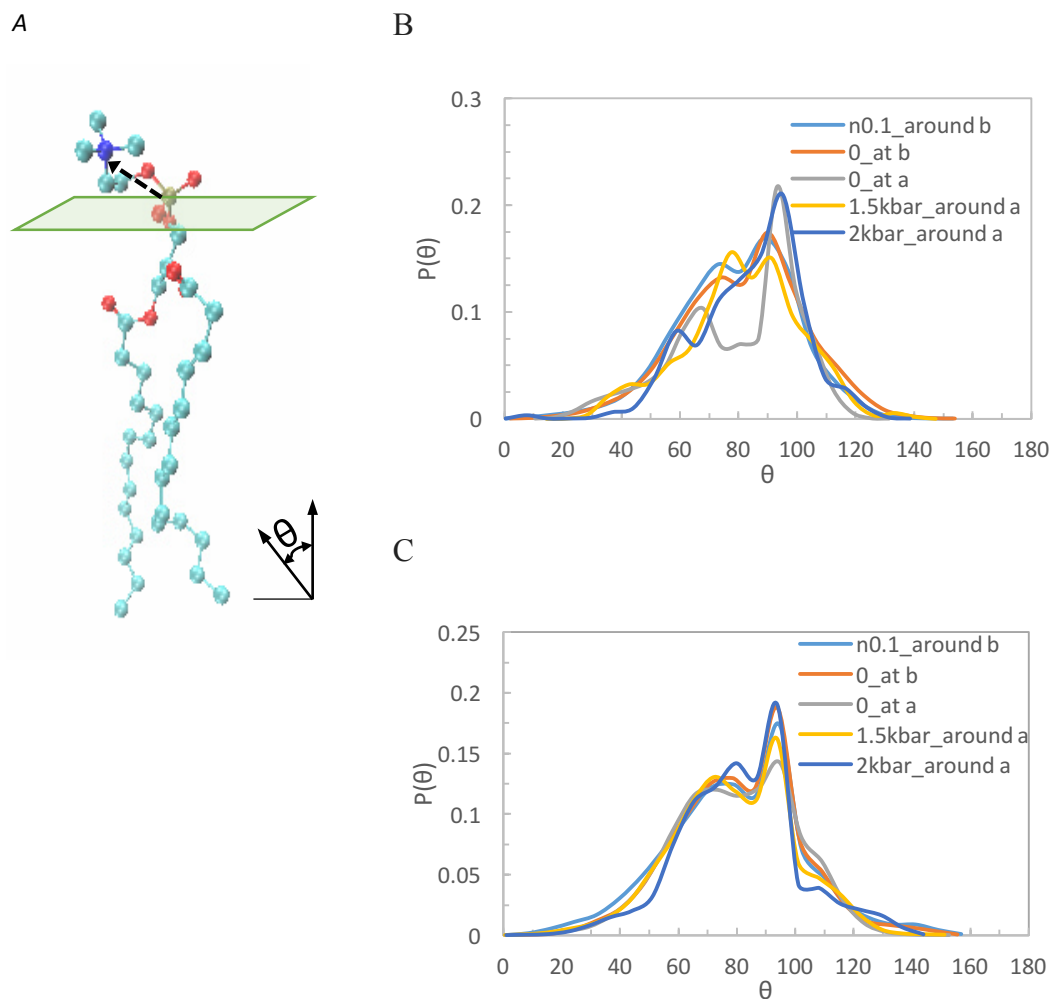 A
θ
B
0.3
0.2
0.1
0
P(θ)
n0.1_around b
0_at b
0_at a
1.5kbar_around a
2kbar_around a
0 20 40 60 80 100 120 140 160 180
θ
C
0.25
0.2
0.15
0.1
0.05
0
P(θ)
n0.1_around b
0_at b
0_at a
1.5kbar_around a
2kbar_around a
0 20 40 60 80 100 120 140 160 180
θ